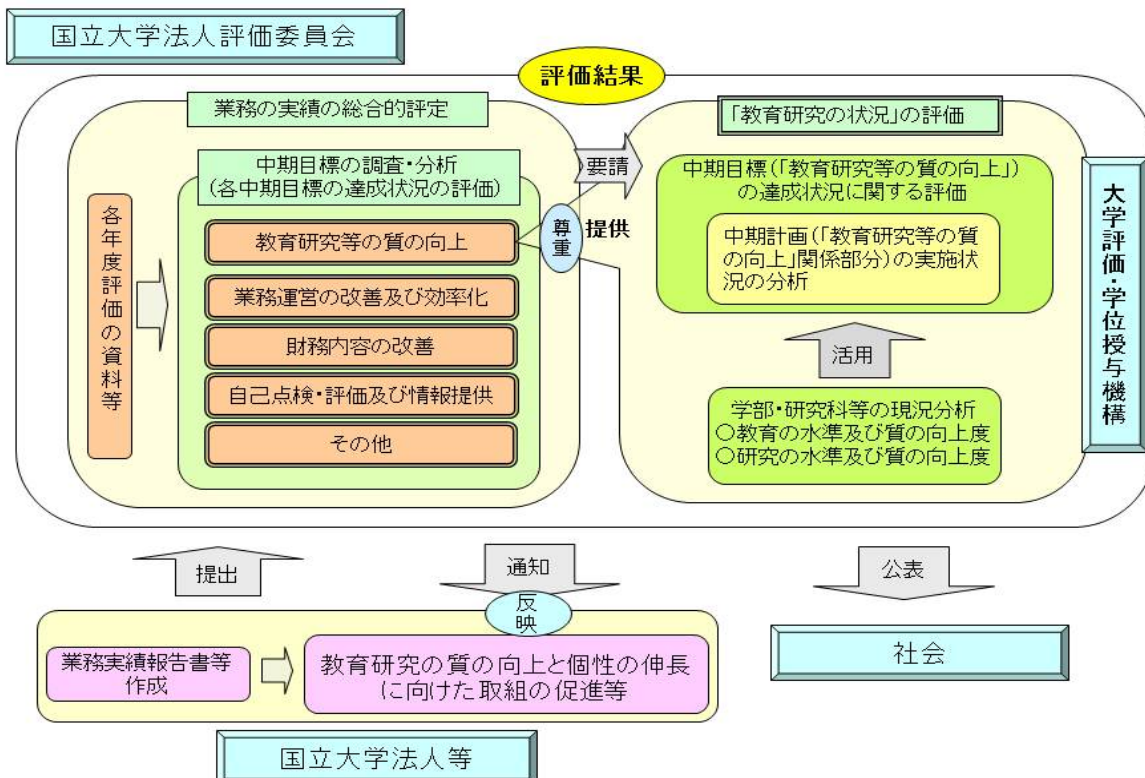 国立大学法人評価委員会
評価結果
業務の実績の総合的評定
中期目標の調査・分析
(各中期目標の達成状況の評価)
各年度評価の資料等
教育研究等の質の向上
業務運営の改善及び効率化
財務内容の改善
自己点検・評価及び情報提供
その他
要請
尊重
提供
「教育研究の状況」の評価
中期目標(「教育研究等の質の向上」)
の達成状況に関する評価
中期計画(「教育研究等の質
の向上」関係部分)の実施状
況の分析
活用
学部・研究科等の現況分析
○教育の水準及び質の向上度
○研究の水準及び質の向上度
大学評価・学位授与機構
提出
通知
公表
反映
業務実績報告書等
作成
教育研究の質の向上と個性の伸長
に向けた取組の促進等
社会
国立大学法人等